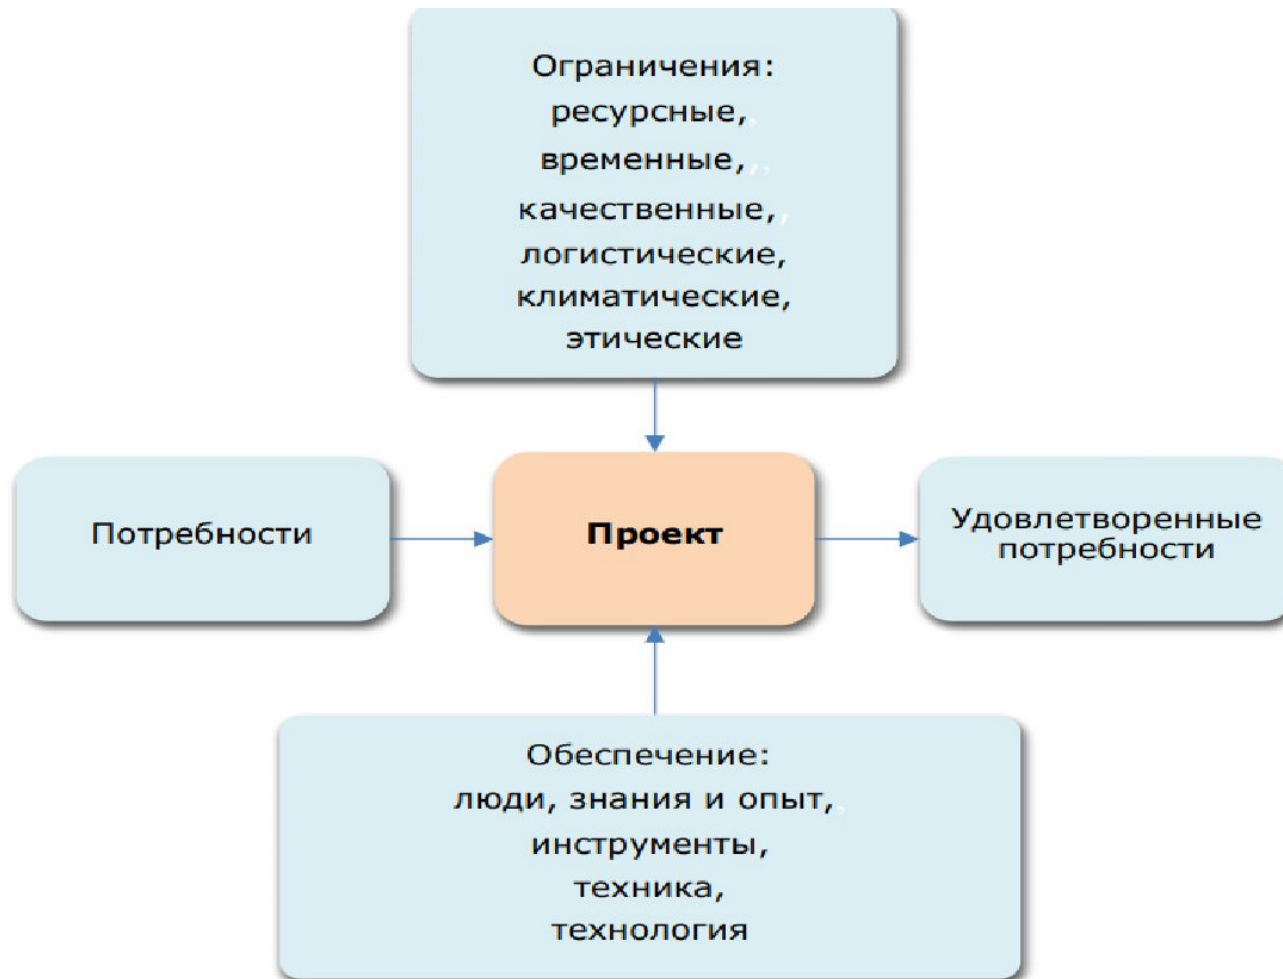 Ограничения:
ресурсные,
временные,
качественные,
логистические,
климатические,
этические
Потребности
Проект
Удовлетворенные
потребности
Обеспечение:
люди, знания и опыт,
инструменты,
техника,
технология